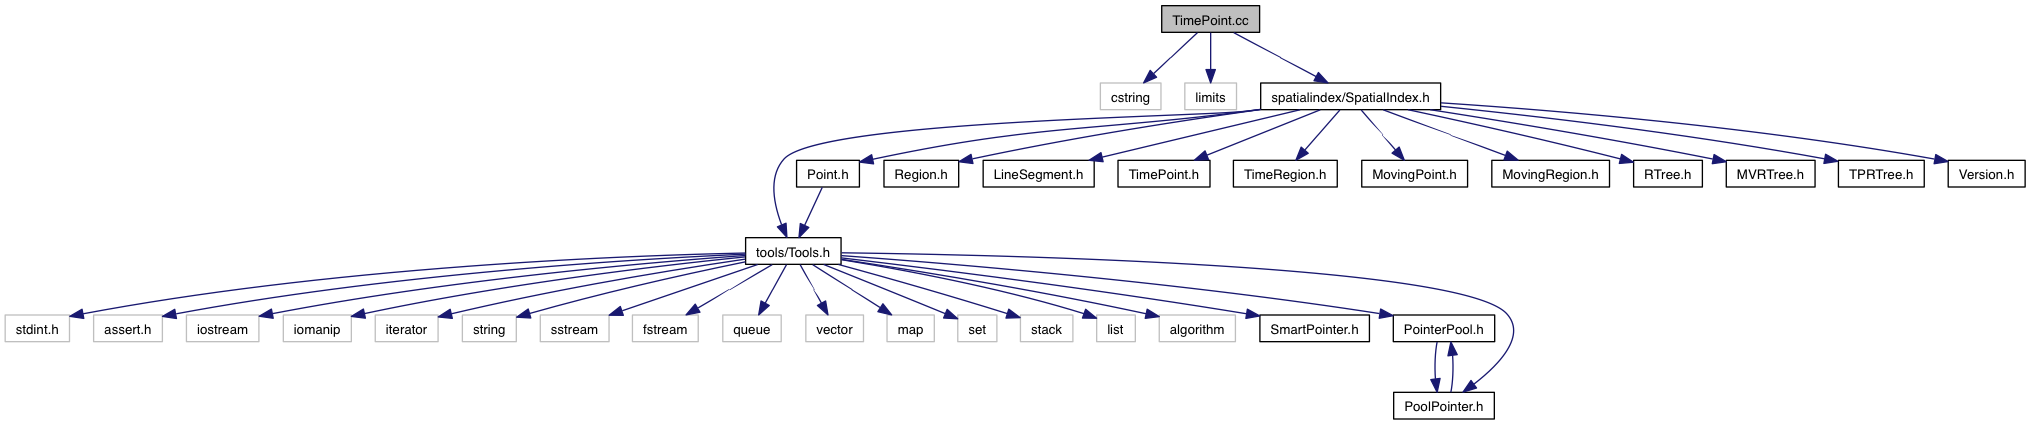 TimePoint.cc
cstring
limits
spatialindex/SpatialIndex.h
Point.h
Region.h
LineSegment.h
TimePoint.h
TimeRegion.h
MovingPoint.h
MovingRegion.h
RTree.h
MVRTree.h
TPRTree.h
Version.h
tools/Tools.h
stdint.h
assert.h
iostream
iomanip
iterator
string
sstream
fstream
queue
vector
map
set
stack
list
algorithm
SmartPointer.h
PointerPool.h
PoolPointer.h